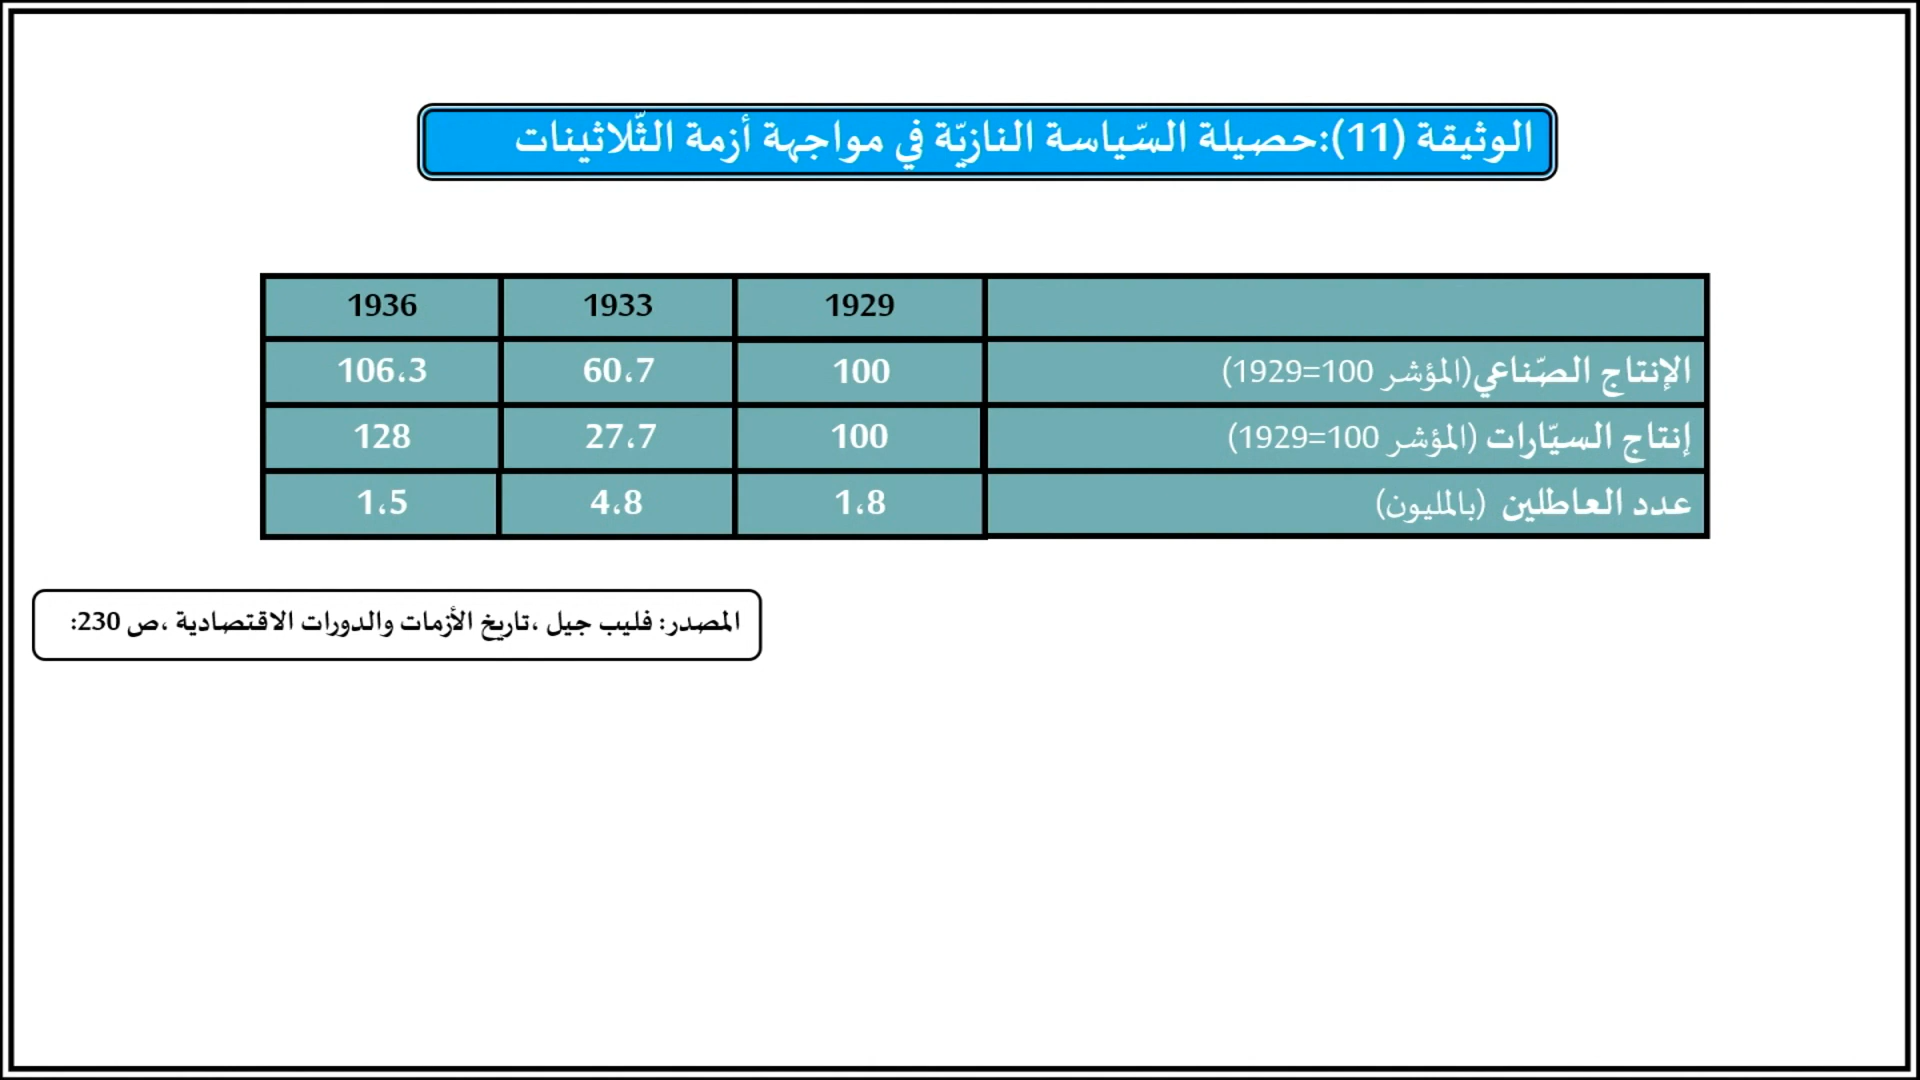 الوثيقة (11):حصيلة السّياسة النازيّة في مواجهة أزمة الثّلاثينات
1929 1933 1936
الإنتاج الصّناعي(المؤشر 100=1929) 100 60،7 106،3
إنتاج السيّارات (المؤشر 100=1929) 100 27،7 128
عدد العاطلين (بالمليون) 1،8 4،8 1،5
المصدر: فليب جيل ،تاريخ الأزمات والدورات الاقتصادية ،ص 230: